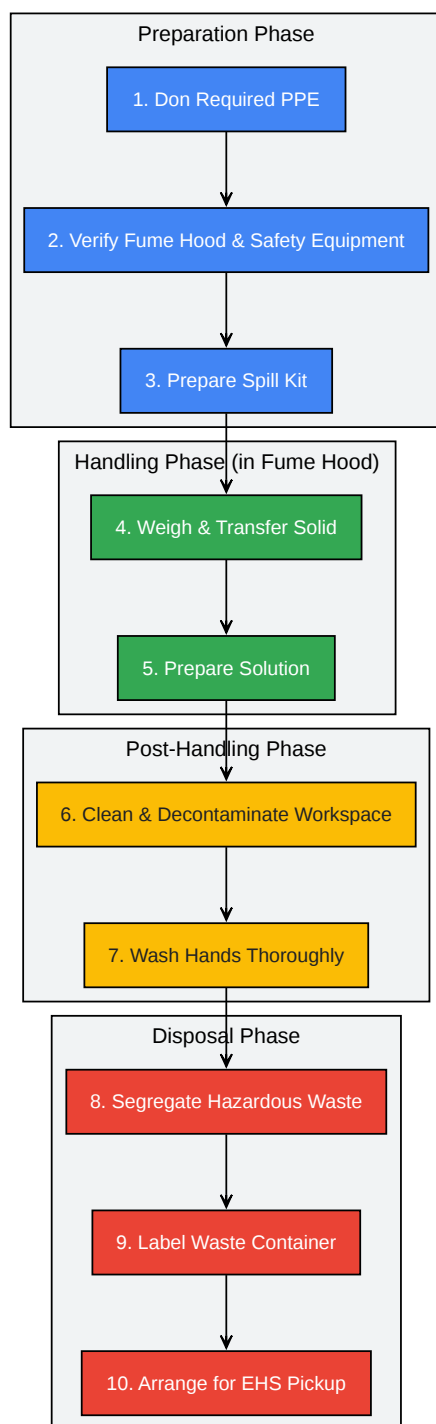 Preparation Phase
1. Don Required PPE
2. Verify Fume Hood & Safety Equipment
3. Prepare Spill Kit
Handling Phase (in Fume Hood)
4. Weigh & Transfer Solid
5. Prepare Solution
Post-Handling Phase
6. Clean & Decontaminate Workspace
7. Wash Hands Thoroughly
Disposal Phase
8. Segregate Hazardous Waste
9. Label Waste Container
10. Arrange for EHS Pickup